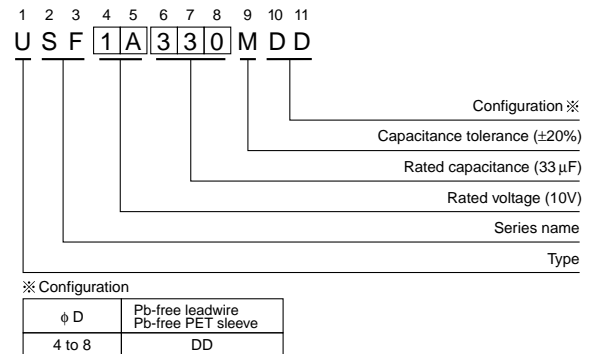 1 2 3 4 5 6 7 8 9 10 11
U S F 1 A 3 3 0 M D D
Configuration ※
Capacitance tolerance (±20%)
Rated capacitance (33 µF)
Rated voltage (10V)
Series name
Type
※ Configuration
ϕ D Pb-free leadwire
Pb-free PET sleeve
4 to 8 DD